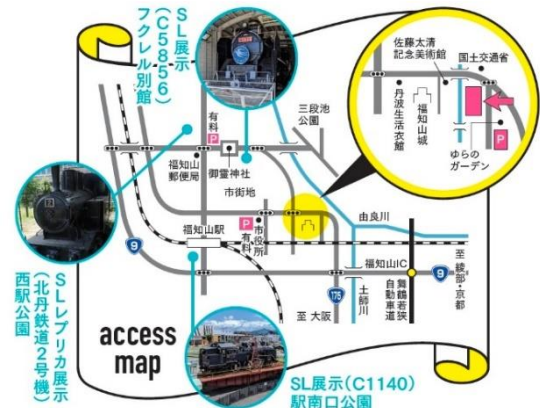 SL展示
(C5856)
フクレル別館
佐藤太清
記念美術館
国土交通省
丹波生活衣館
福知山城
ゆらの
ガーデン
P
三段池
公園
有料
P
福知山
郵便局
御霊神社
市街地
福知山駅
P
有料
市役所
由良川
9
福知山IC
9
至 綾部・京都
175
至 大阪
土師川
舞鶴若狭
自動車道
SLレプリカ展示
(北丹鉄道2号機)
西駅公園
access
map
SL展示(C1140)
駅南口公園